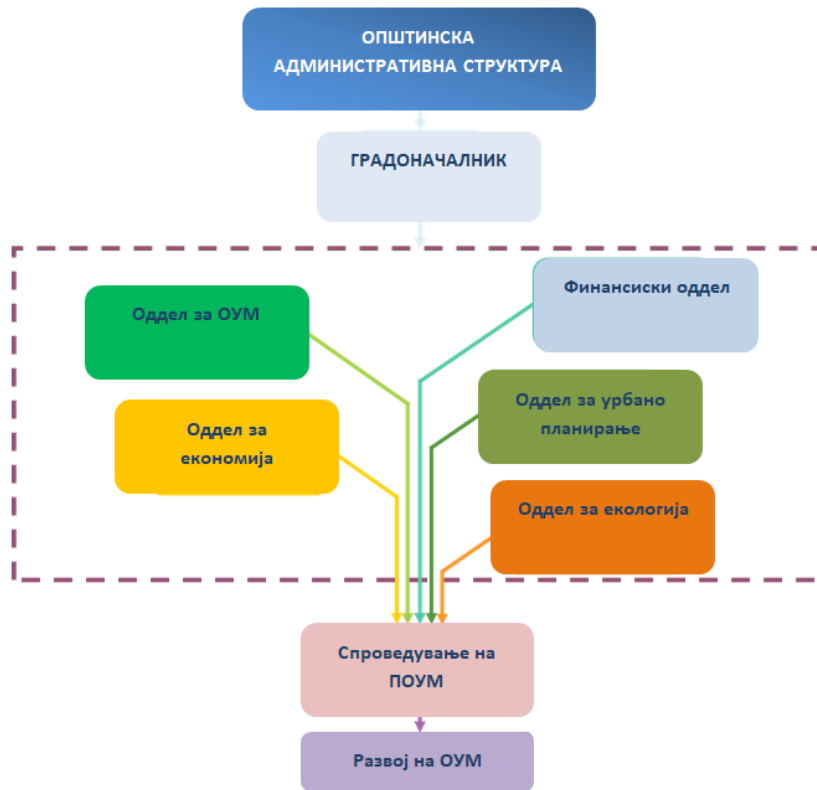 ОПШТИНСКА
АДМИНИСТРАТИВНА СТРУКТУРА
ГРАДОНАЧАЛНИК
Финансиски оддел
Оддел за ОУМ
Оддел за урбано
планирање
Оддел за
економија
Оддел за екологија
Спроведување на
ПОУМ
Развој на ОУМ